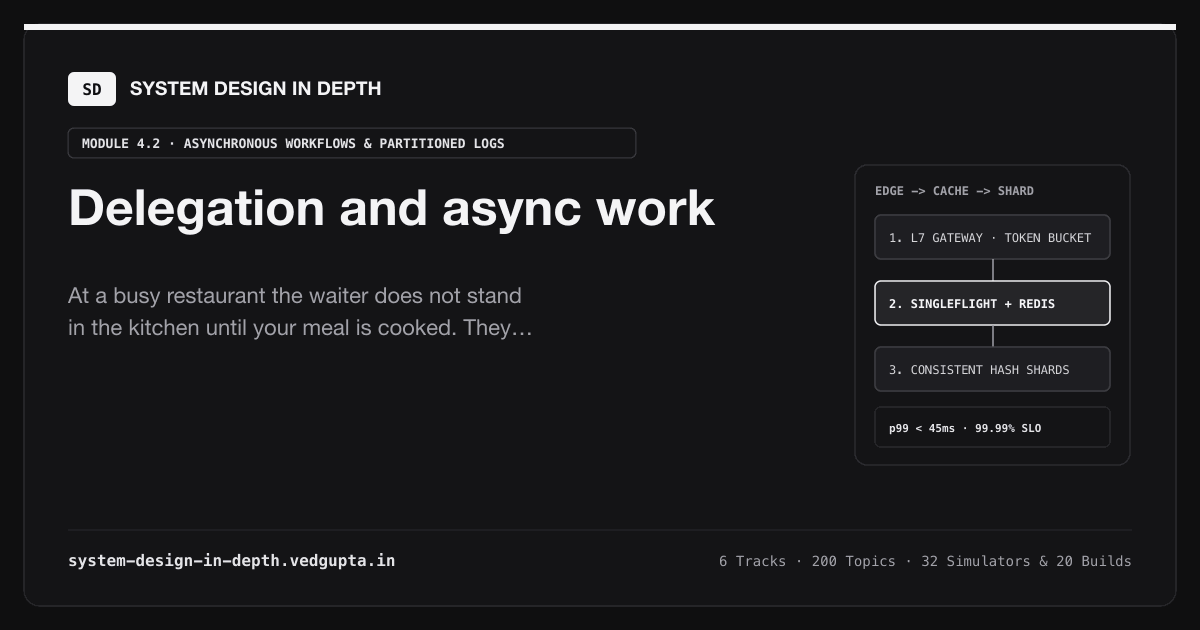 SD
SYSTEM DESIGN IN DEPTH
MODULE 4.2 · ASYNCHRONOUS WORKFLOWS & PARTITIONED LOGS
Delegation and async work
At a busy restaurant the waiter does not stand
in the kitchen until your meal is cooked. They…
EDGE -> CACHE -> SHARD
1. L7 GATEWAY · TOKEN BUCKET
2. SINGLEFLIGHT + REDIS
3. CONSISTENT HASH SHARDS
p99 < 45ms · 99.99% SLO
system-design-in-depth.vedgupta.in
6 Tracks · 200 Topics · 32 Simulators & 20 Builds